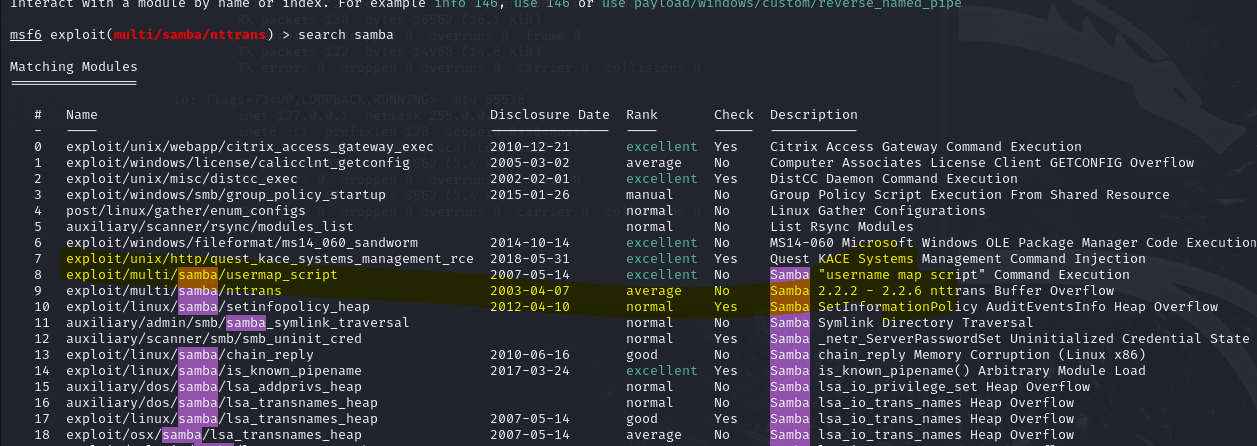 Interact with a module by name or index. For example info 146, use 146 or use payload/windows/custom/reverse_named_pipe
msf6 exploit(multi/samba/nttrans) > search samba
Matching Modules
# Name Disclosure Date Rank Check Description
- ---- --------------- ---- ----- -----------
0 exploit/unix/webapp/citrix_access_gateway_exec 2010-12-21 excellent Yes Citrix Access Gateway Command Execution
1 exploit/windows/license/calicclnt_getconfig 2005-03-02 average No Computer Associates License Client GETCONFIG Overflow
2 exploit/unix/misc/distcc_exec 2002-02-01 excellent Yes DistCC Daemon Command Execution
3 exploit/windows/smb/group_policy_startup 2015-01-26 manual No Group Policy Script Execution From Shared Resource
4 post/linux/gather/enum_configs normal No Linux Gather Configurations
5 auxiliary/scanner/rsync/modules_list normal No List Rsync Modules
6 exploit/windows/fileformat/ms14_060_sandworm 2014-10-14 excellent No MS14-060 Microsoft Windows OLE Package Manager Code Execution
7 exploit/unix/http/quest_kace_systems_management_rce 2018-05-31 excellent Yes Quest KACE Systems Management Command Injection
8 exploit/multi/samba/usermap_script 2007-05-14 excellent No Samba "username map script" Command Execution
9 exploit/multi/samba/nttrans 2003-04-07 average No Samba 2.2.2 - 2.2.6 nttrans Buffer Overflow
10 exploit/linux/samba/setinfopolicy_heap 2012-04-10 normal Yes Samba SetInformationPolicy AuditEventsInfo Heap Overflow
11 auxiliary/admin/smb/samba_symlink_traversal normal No Samba Symlink Directory Traversal
12 auxiliary/scanner/smb/smb_uninit_cred normal Yes Samba _netr_ServerPasswordSet Uninitialized Credential State
13 exploit/linux/samba/chain_reply 2010-06-16 good No Samba chain_reply Memory Corruption (Linux x86)
14 exploit/linux/samba/is_known_pipename 2017-03-24 excellent Yes Samba is_known_pipename() Arbitrary Module Load
15 auxiliary/dos/samba/lsa_addprivs_heap normal No Samba lsa_io_privilege_set Heap Overflow
16 auxiliary/dos/samba/lsa_transnames_heap normal No Samba lsa_io_trans_names Heap Overflow
17 exploit/linux/samba/lsa_transnames_heap 2007-05-14 good Yes Samba lsa_io_trans_names Heap Overflow
18 exploit/osx/samba/lsa_transnames_heap 2007-05-14 average No Samba lsa_io_trans_names Heap Overflow